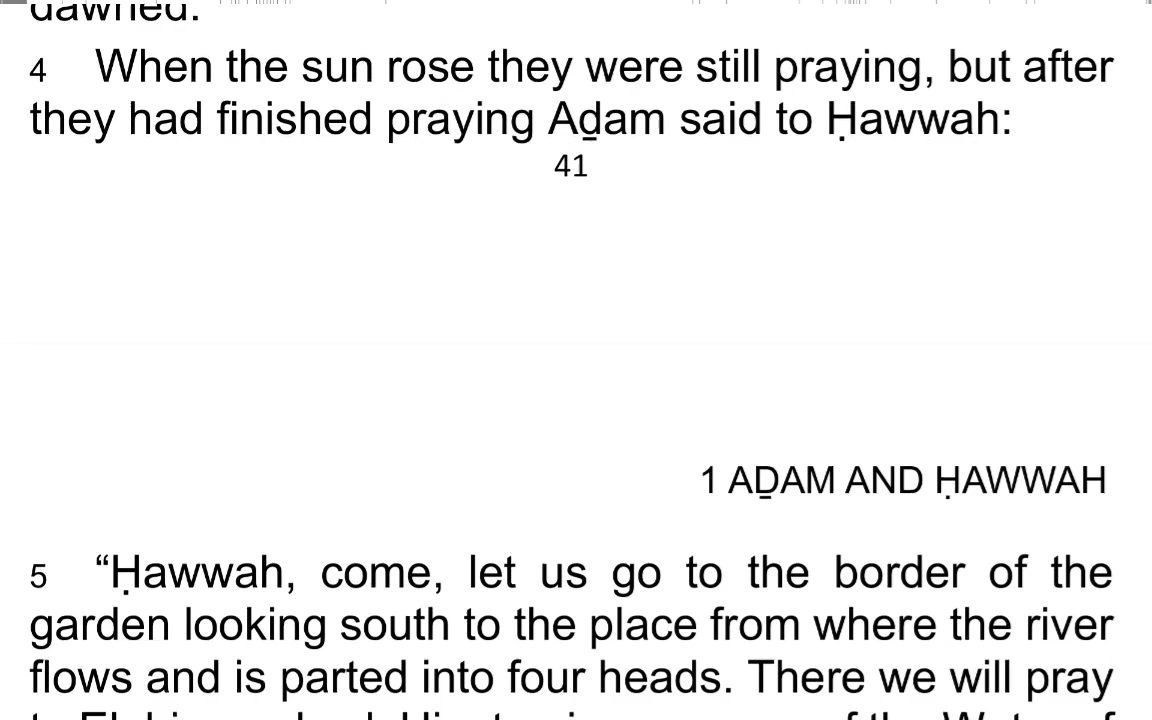 dawned.
4 When the sun rose they were still praying, but after
they had finished praying Aḏam said to Ḥawwah:
41
1 AḎAM AND ḤAWWAH
5 “Ḥawwah, come, let us go to the border of the
garden looking south to the place from where the river
flows and is parted into four heads. There we will pray